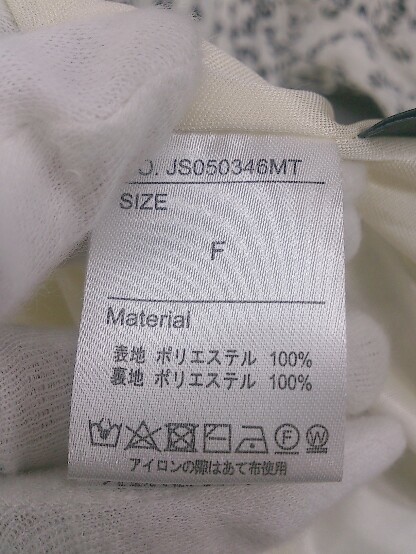 O. JS050346MT
SIZE
F
Material
表地 ポリエステル 100%
裏地 ポリエステル 100%
F W
アイロンの際はあて布使用